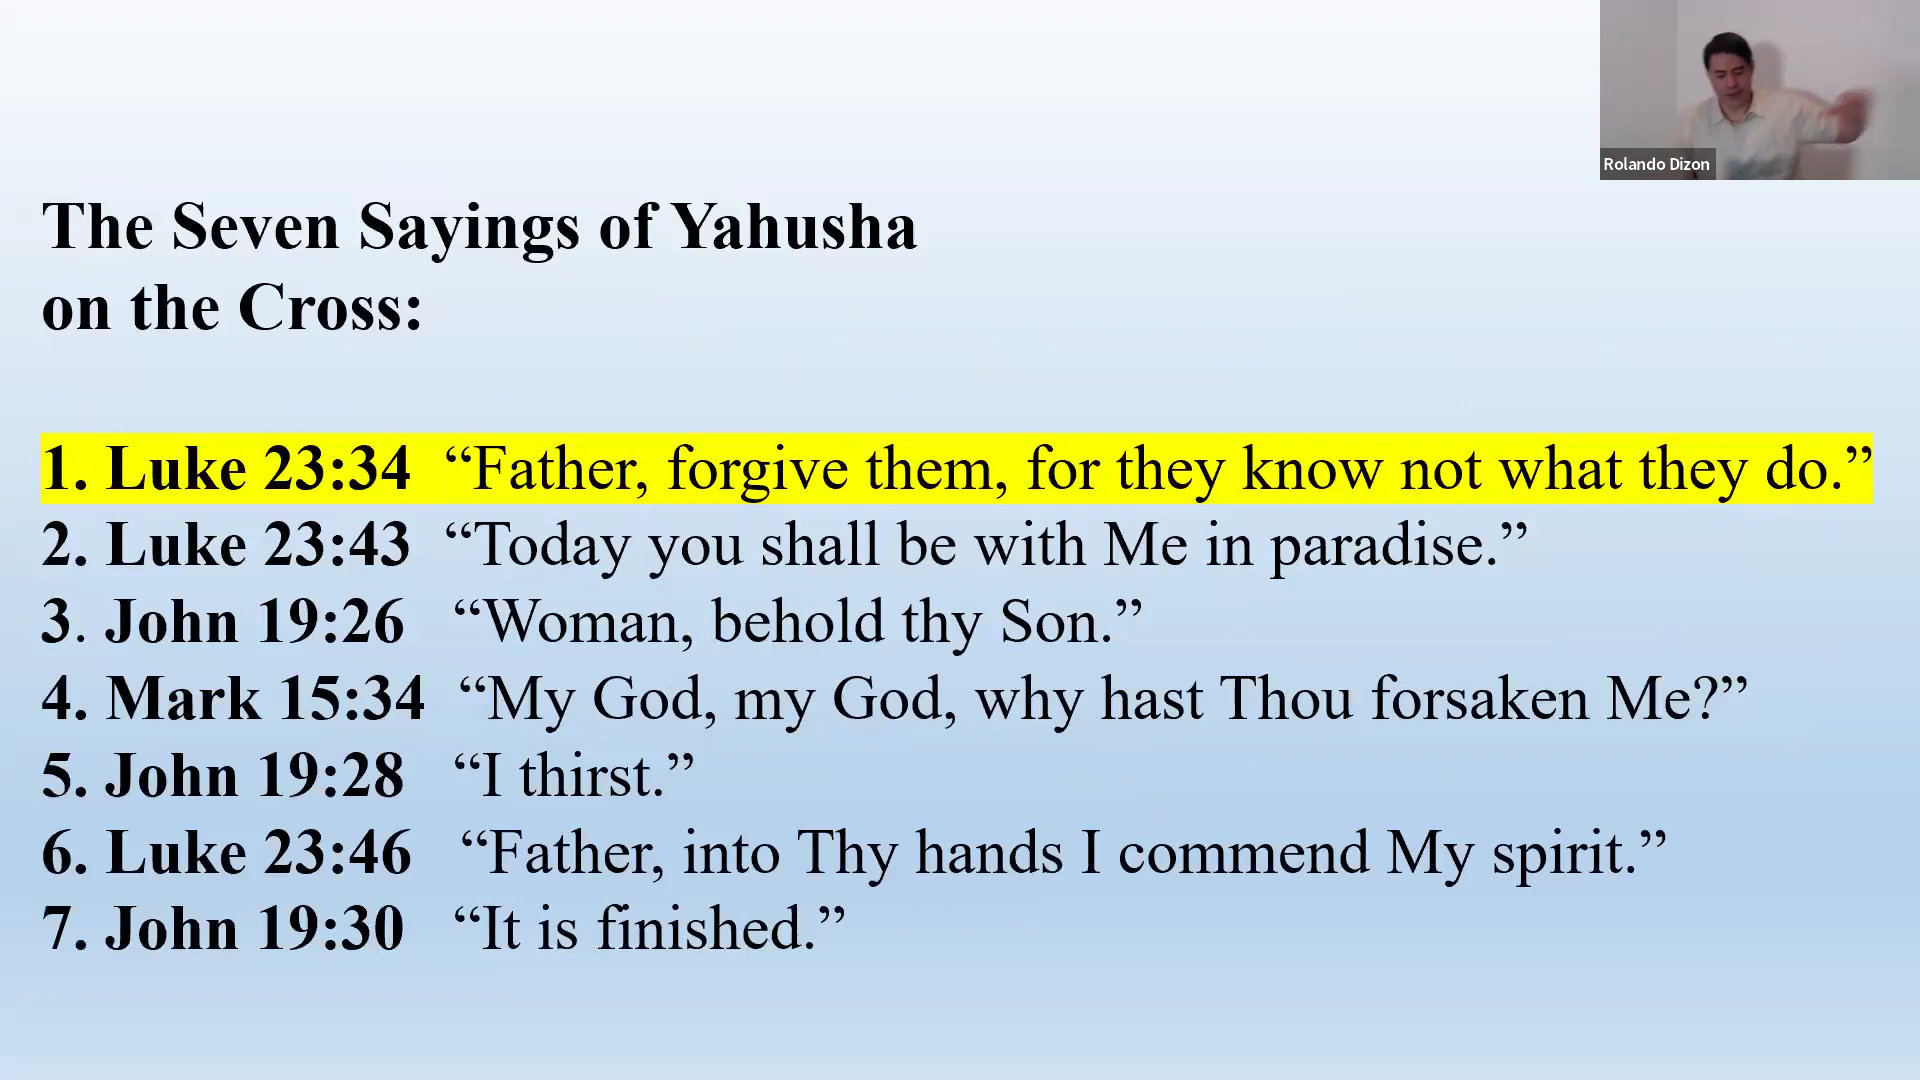 Rolando Dizon
The Seven Sayings of Yahusha
on the Cross:
1. Luke 23:34 “Father, forgive them, for they know not what they do.”
2. Luke 23:43 “Today you shall be with Me in paradise.”
3. John 19:26 “Woman, behold thy Son.”
4. Mark 15:34 “My God, my God, why hast Thou forsaken Me?”
5. John 19:28 “I thirst.”
6. Luke 23:46 “Father, into Thy hands I commend My spirit.”
7. John 19:30 “It is finished.”